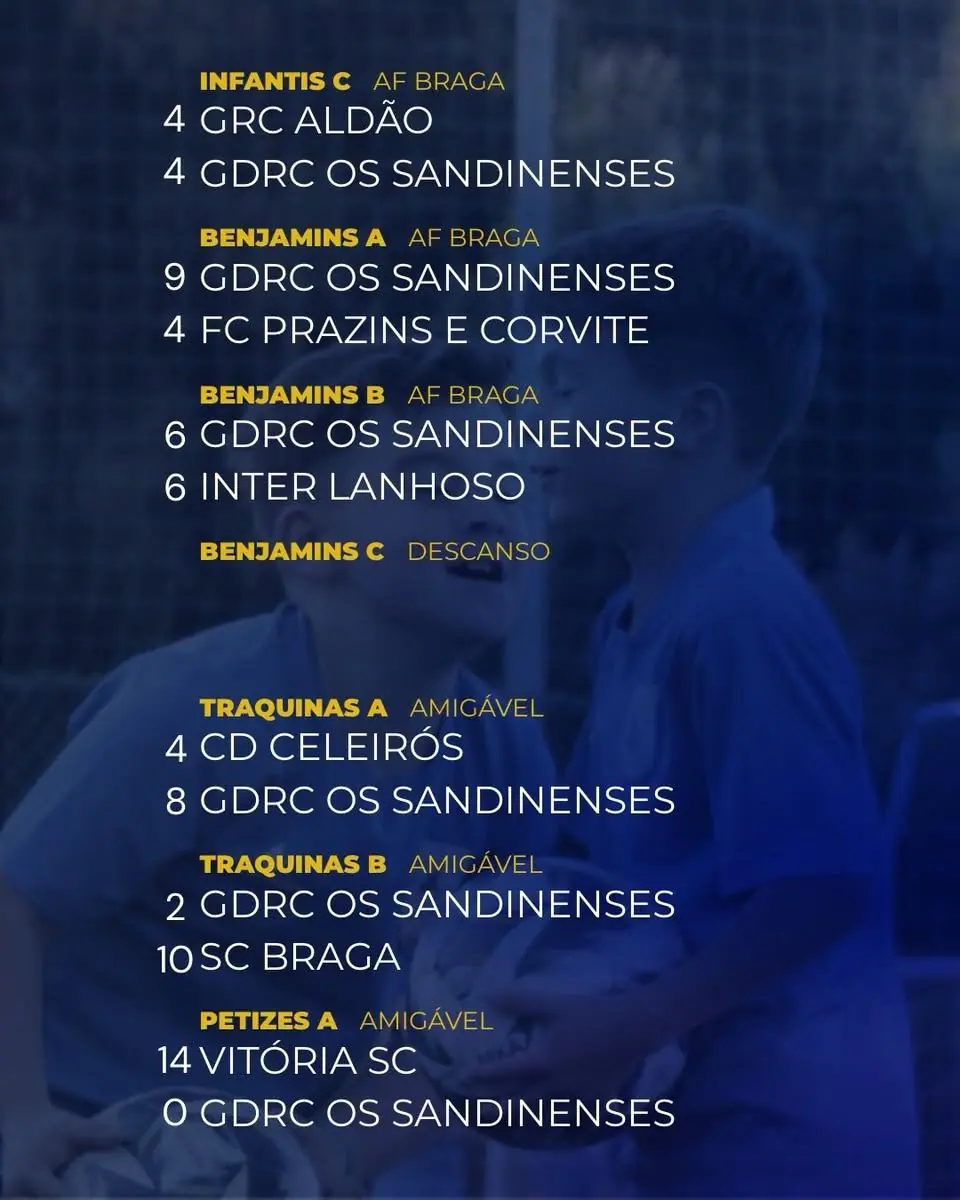 INFANTIS C AF BRAGA
4 GRC ALDÃO
4 GDRC OS SANDINENSES
BENJAMINS A AF BRAGA
9 GDRC OS SANDINENSES
4 FC PRAZINS E CORVITE
BENJAMINS B AF BRAGA
6 GDRC OS SANDINENSES
6 INTER LANHOSO
BENJAMINS C DESCANSO
TRAQUINAS A AMIGÁVEL
4 CD CELEIRÓS
8 GDRC OS SANDINENSES
TRAQUINAS B AMIGÁVEL
2 GDRC OS SANDINENSES
10 SC BRAGA
PETIZES A AMIGÁVEL
14 VITÓRIA SC
0 GDRC OS SANDINENSES